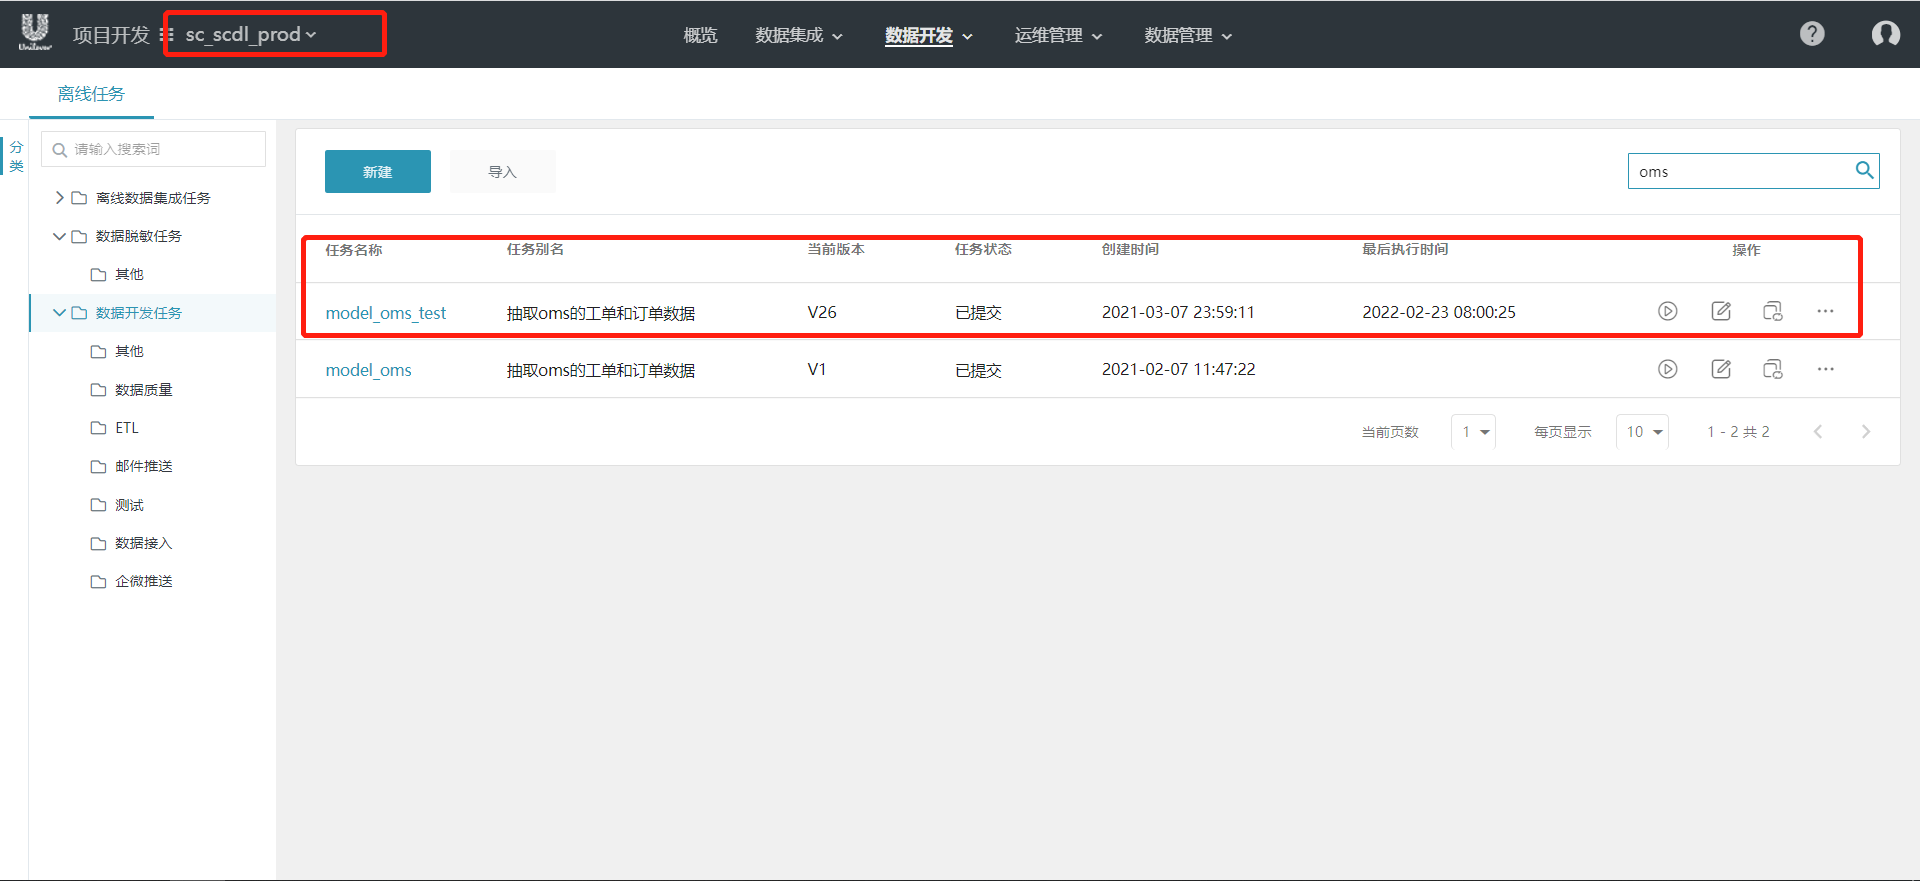 Unilever
项目开发 sc_scdl_prod 概览 数据集成 数据开发 运维管理 数据管理 ?
离线任务
分类
请输入搜索词
离线数据集成任务
数据脱敏任务
其他
数据开发任务
其他
数据质量
ETL
邮件推送
测试
数据接入
企微推送
新建 导入 oms
任务名称 任务别名 当前版本 任务状态 创建时间 最后执行时间 操作
model_oms_test 抽取oms的工单和订单数据 V26 已提交 2021-03-07 23:59:11 2022-02-23 08:00:25
model_oms 抽取oms的工单和订单数据 V1 已提交 2021-02-07 11:47:22
当前页数 1 每页显示 10 1 - 2 共 2